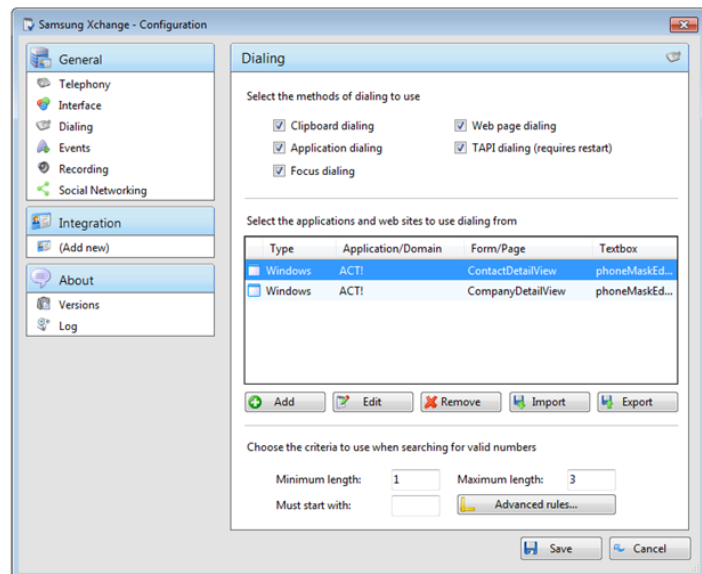 Samsung Xchange - Configuration
General
Telephony
Interface
Dialing
Events
Recording
Social Networking
Integration
(Add new)
About
Versions
Log
Dialing
Select the methods of dialing to use
Clipboard dialing
Web page dialing
Application dialing
TAPI dialing (requires restart)
Focus dialing
Select the applications and web sites to use dialing from
Type Application/Domain Form/Page Textbox
Windows ACT! ContactDetailView phoneMaskEd...
Windows ACT! CompanyDetailView phoneMaskEd...
Add Edit Remove Import Export
Choose the criteria to use when searching for valid numbers
Minimum length: 1 Maximum length: 3
Must start with: Advanced rules...
Save Cancel